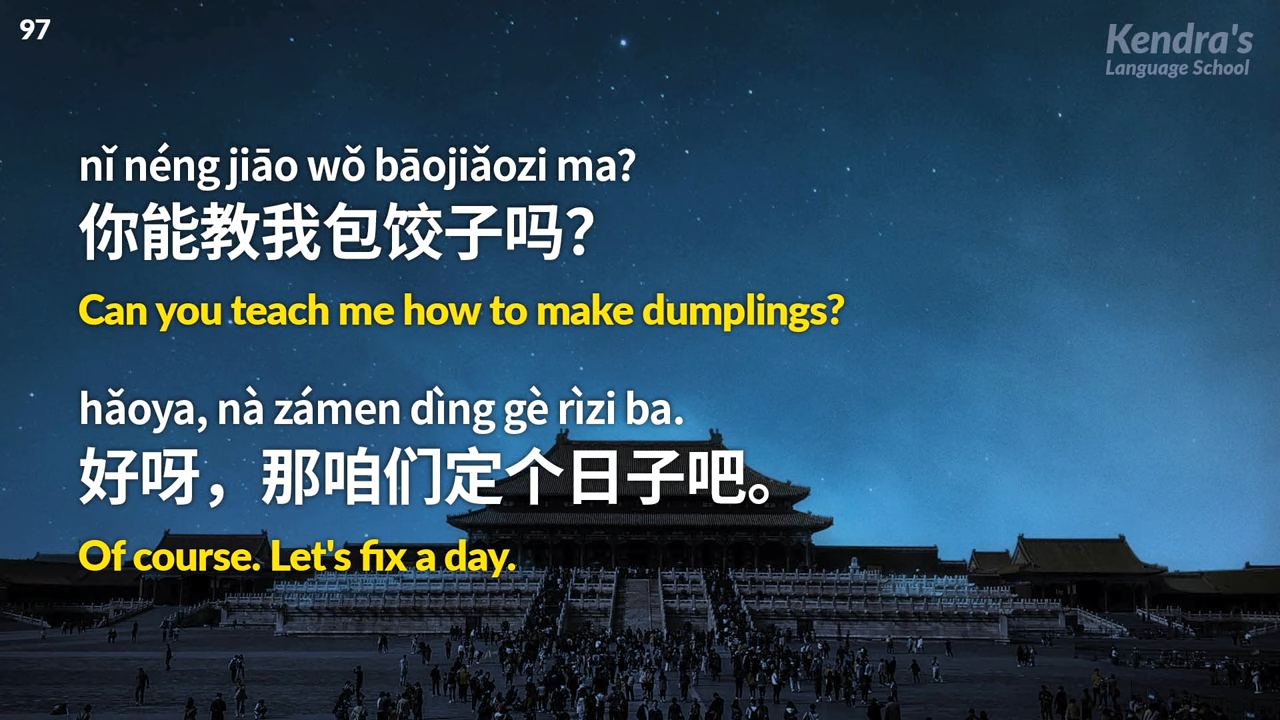 97
Kendra's
Language School
nǐ néng jiāo wǒ bāojiǎozi ma?
你能教我包饺子吗？
Can you teach me how to make dumplings?
hǎoya, nà zámen dìng gè rìzi ba.
好呀，那咱们定个日子吧。
Of course. Let's fix a day.